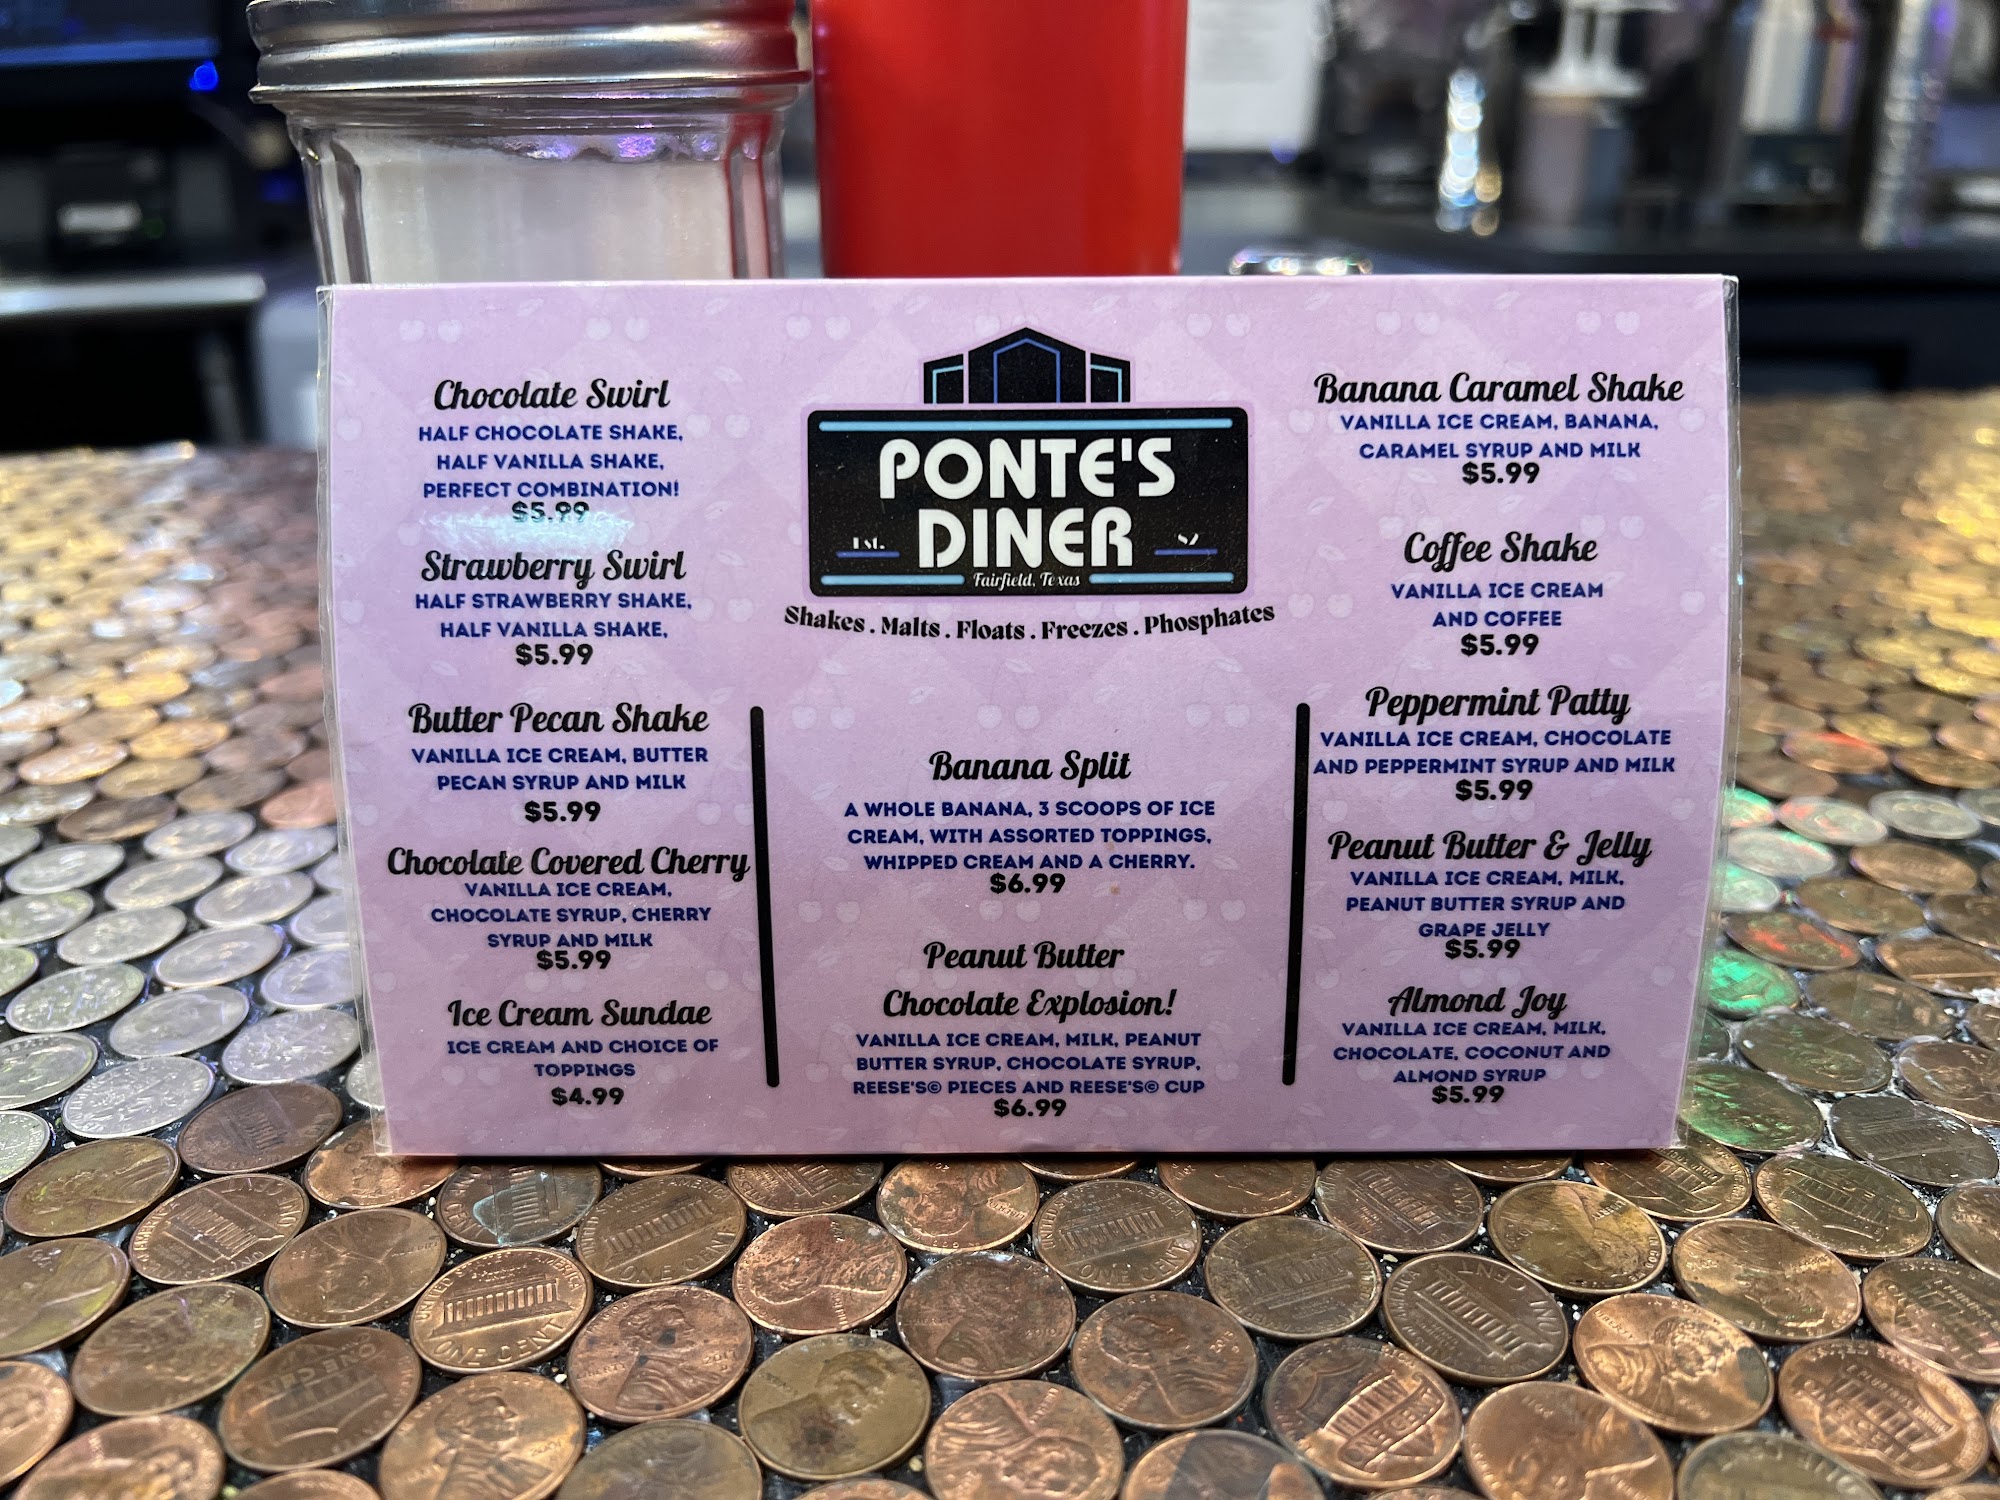 Chocolate Swirl
HALF CHOCOLATE SHAKE,
HALF VANILLA SHAKE,
PERFECT COMBINATION!
$5.99
Strawberry Swirl
HALF STRAWBERRY SHAKE,
HALF VANILLA SHAKE,
$5.99
Butter Pecan Shake
VANILLA ICE CREAM, BUTTER
PECAN SYRUP AND MILK
$5.99
Chocolate Covered Cherry
VANILLA ICE CREAM,
CHOCOLATE SYRUP, CHERRY
SYRUP AND MILK
$5.99
Ice Cream Sundae
ICE CREAM AND CHOICE OF
TOPPINGS
$4.99
PONTE'S
DINER
Est.
Fairfield, Texas
Shakes . Malts . Floats . Freezes . Phosphates
Banana Split
A WHOLE BANANA, 3 SCOOPS OF ICE
CREAM, WITH ASSORTED TOPPINGS,
WHIPPED CREAM AND A CHERRY.
$6.99
Peanut Butter
Chocolate Explosion!
VANILLA ICE CREAM, MILK, PEANUT
BUTTER SYRUP, CHOCOLATE SYRUP,
REESE'S© PIECES AND REESE'S© CUP
$6.99
Banana Caramel Shake
VANILLA ICE CREAM, BANANA,
CARAMEL SYRUP AND MILK
$5.99
Coffee Shake
VANILLA ICE CREAM
AND COFFEE
$5.99
Peppermint Patty
VANILLA ICE CREAM, CHOCOLATE
AND PEPPERMINT SYRUP AND MILK
$5.99
Peanut Butter & Jelly
VANILLA ICE CREAM, MILK,
PEANUT BUTTER SYRUP AND
GRAPE JELLY
$5.99
Almond Joy
VANILLA ICE CREAM, MILK,
CHOCOLATE, COCONUT AND
ALMOND SYRUP
$5.99
ONE CENT